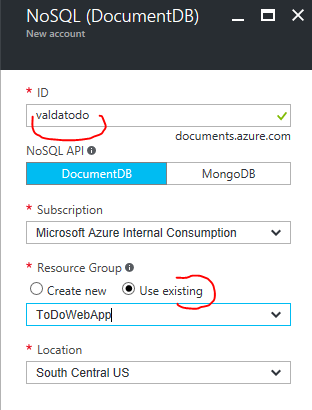 NoSQL (DocumentDB)
New account
* ID
valdatodo
documents.azure.com
NoSQL API
DocumentDB MongoDB
* Subscription
Microsoft Azure Internal Consumption
* Resource Group
Create new Use existing
ToDoWebApp
* Location
South Central US